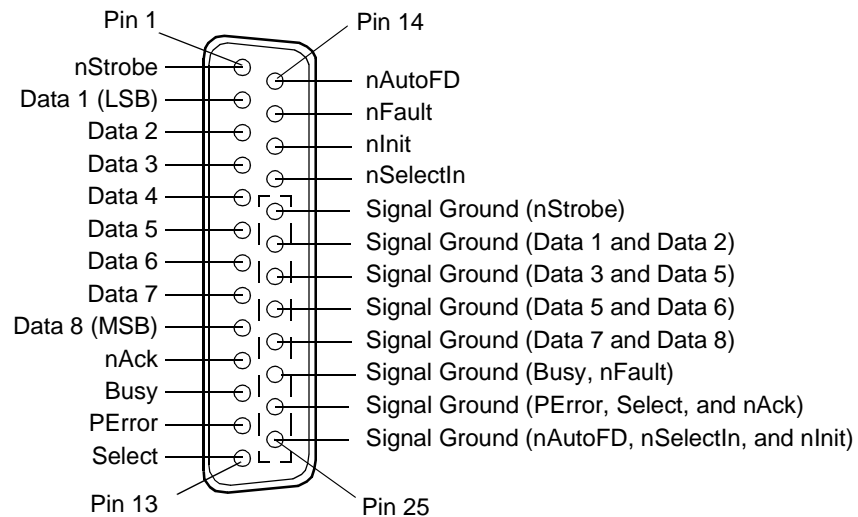 Pin 1
Pin 14
nStrobe
Data 1 (LSB)
Data 2
Data 3
Data 4
Data 5
Data 6
Data 7
Data 8 (MSB)
nAck
Busy
PError
Select
Pin 13
nAutoFD
nFault
nInit
nSelectIn
Signal Ground (nStrobe)
Signal Ground (Data 1 and Data 2)
Signal Ground (Data 3 and Data 5)
Signal Ground (Data 5 and Data 6)
Signal Ground (Data 7 and Data 8)
Signal Ground (Busy, nFault)
Signal Ground (PError, Select, and nAck)
Signal Ground (nAutoFD, nSelectIn, and nInit)
Pin 25